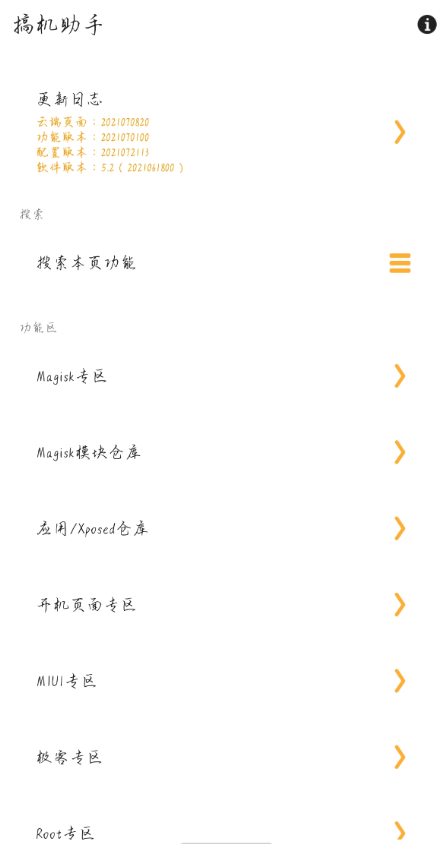 搞机助手
更新日志
云端页面：2021070820
功能版本：2021070100
配置版本：2021072113
软件版本：5.2（2021061800）
搜索
搜索本页功能
功能区
Magisk专区
Magisk模块仓库
应用/Xposed仓库
开机页面专区
MIUI专区
极客专区
Root专区